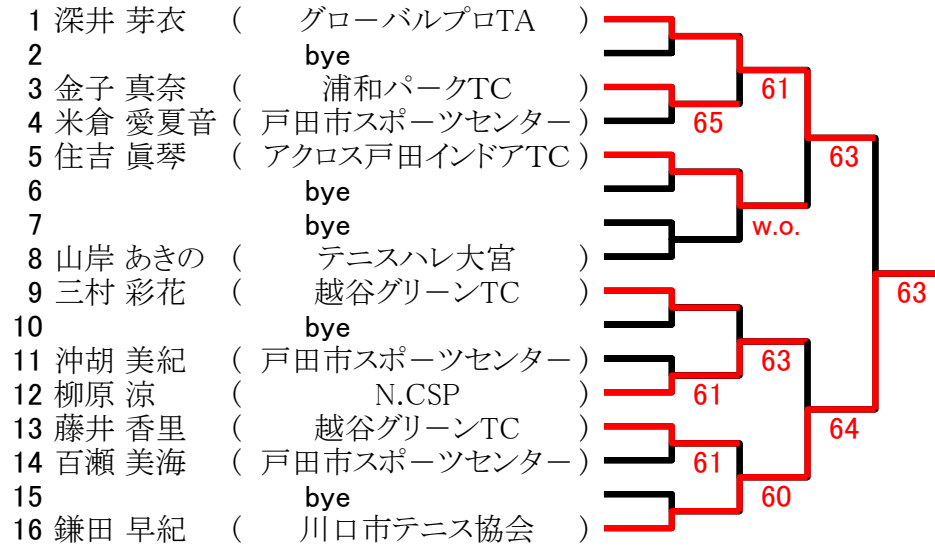 1 深井 芽衣 ( グローバルプロTA )
2 bye
3 金子 真奈 ( 浦和パークTC )
4 米倉 愛夏音 ( 戸田市スポーツセンター )
5 住吉 眞琴 ( アクロス戸田インドアTC )
6 bye
7 bye
8 山岸 あきの ( テニスハレ大宮 )
9 三村 彩花 ( 越谷グリーンTC )
10 bye
11 沖胡 美紀 ( 戸田市スポーツセンター )
12 柳原 涼 ( N.CSP )
13 藤井 香里 ( 越谷グリーンTC )
14 百瀬 美海 ( 戸田市スポーツセンター )
15 bye
16 鎌田 早紀 ( 川口市テニス協会 )
65
61
61
61
w.o.
63
60
63
64
63